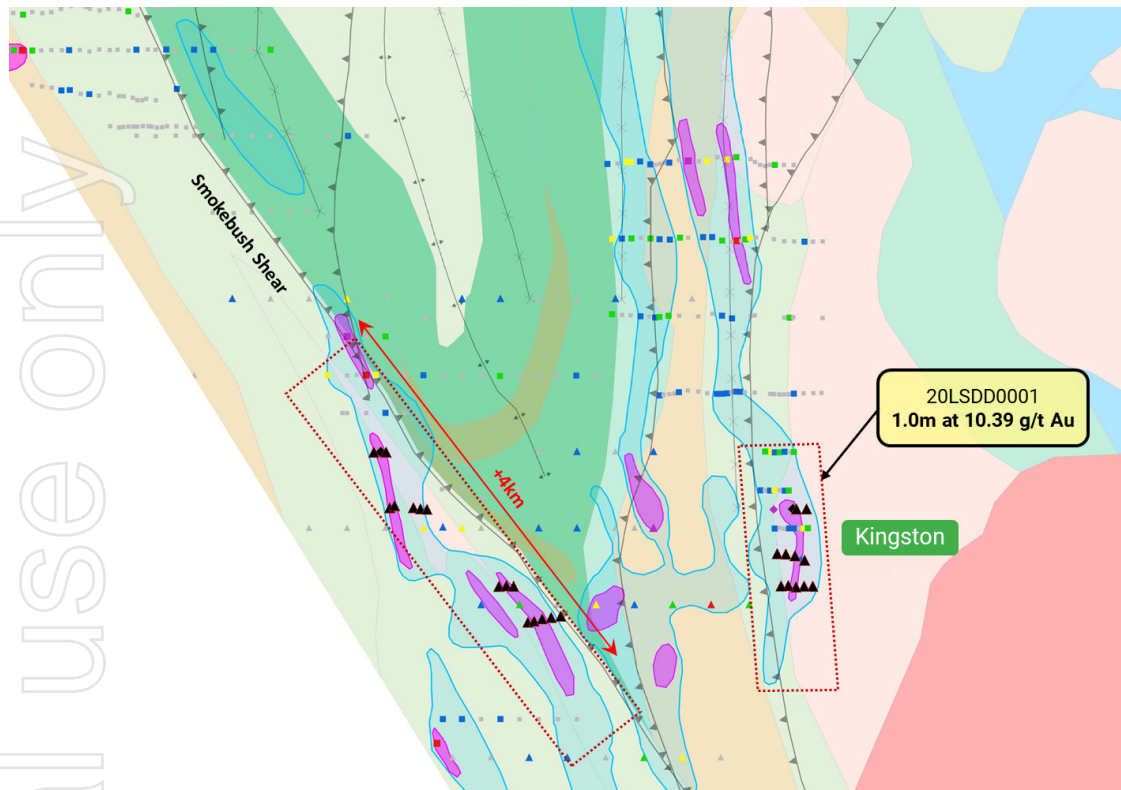 Smokebush Shear
+4km
20LSDD0001
1.0m at 10.39 g/t Au
Kingston
l use only